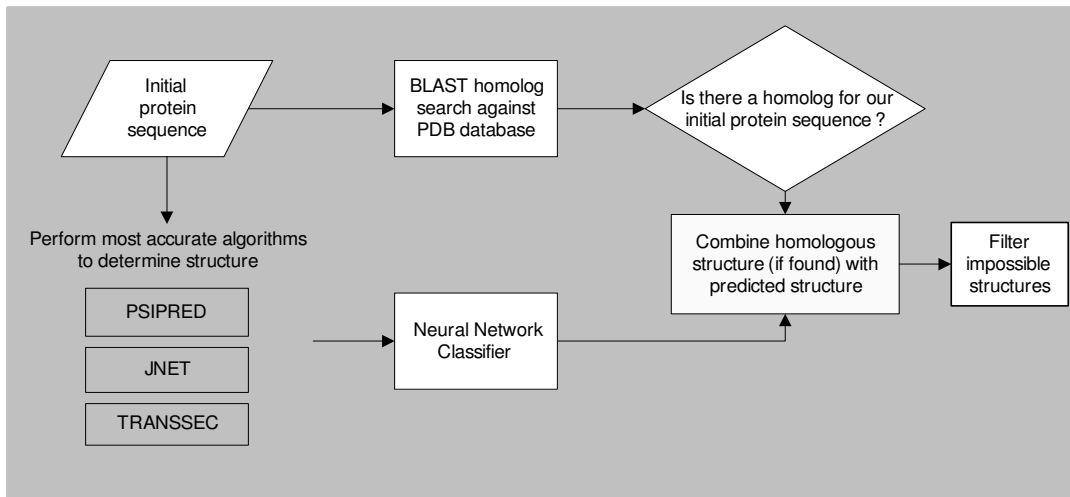 Initial
protein
sequence
BLAST homolog
search against
PDB database
Is there a homolog for our
initial protein sequence ?
Perform most accurate algorithms
to determine structure
PSIPRED
JNET
TRANSSEC
Neural Network
Classifier
Combine homologous
structure (if found) with
predicted structure
Filter
impossible
structures